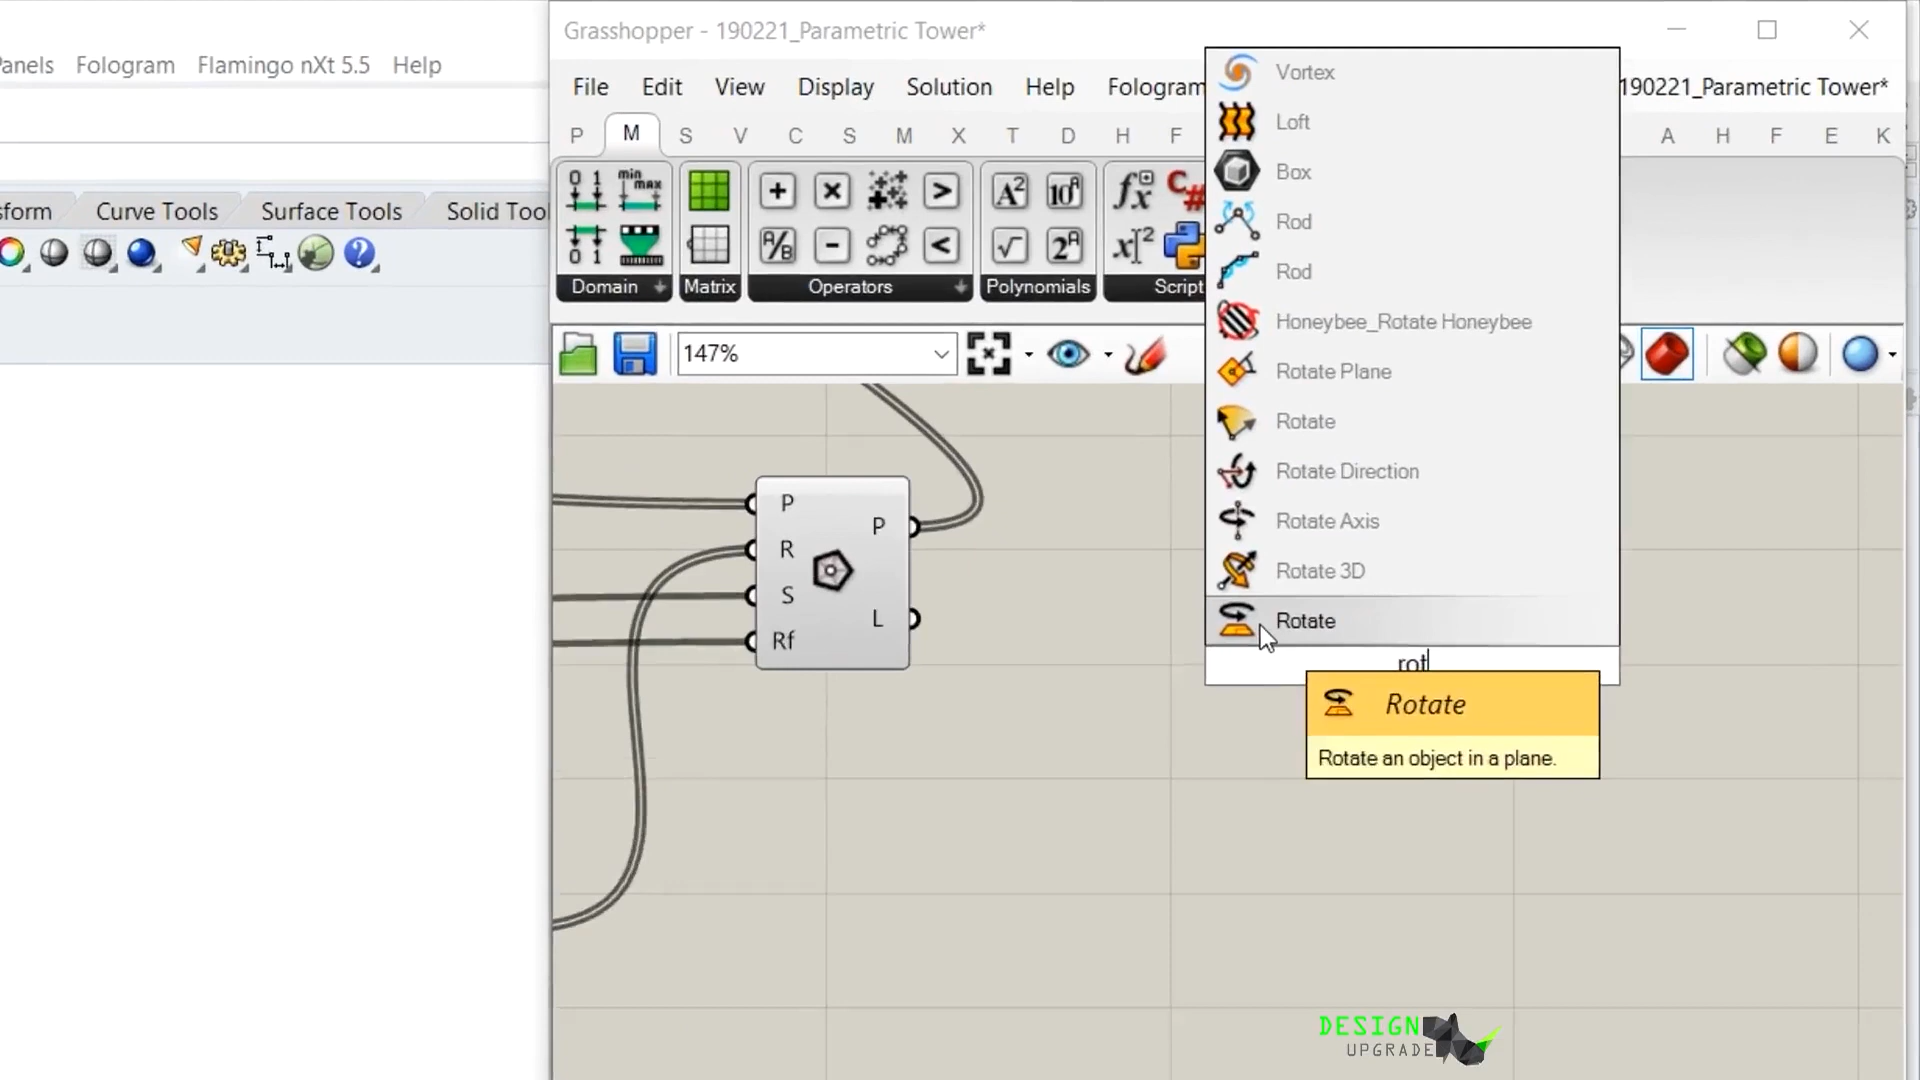 Grasshopper - 190221_Parametric Tower*
Panels Fologram Flamingo nXt 5.5 Help
File Edit View Display Solution Help Fologram
190221_Parametric Tower*
P M S V C S M X T D H F
A H F E K
Curve Tools Surface Tools Solid Tool
Domain Matrix Operators Polynomials Script
147%
Vortex
Loft
Box
Rod
Rod
Honeybee_Rotate Honeybee
Rotate Plane
Rotate
Rotate Direction
Rotate Axis
Rotate 3D
Rotate
rot
Rotate
Rotate an object in a plane.
P
R
S
Rf
P
L
DESIGN
UPGRADE